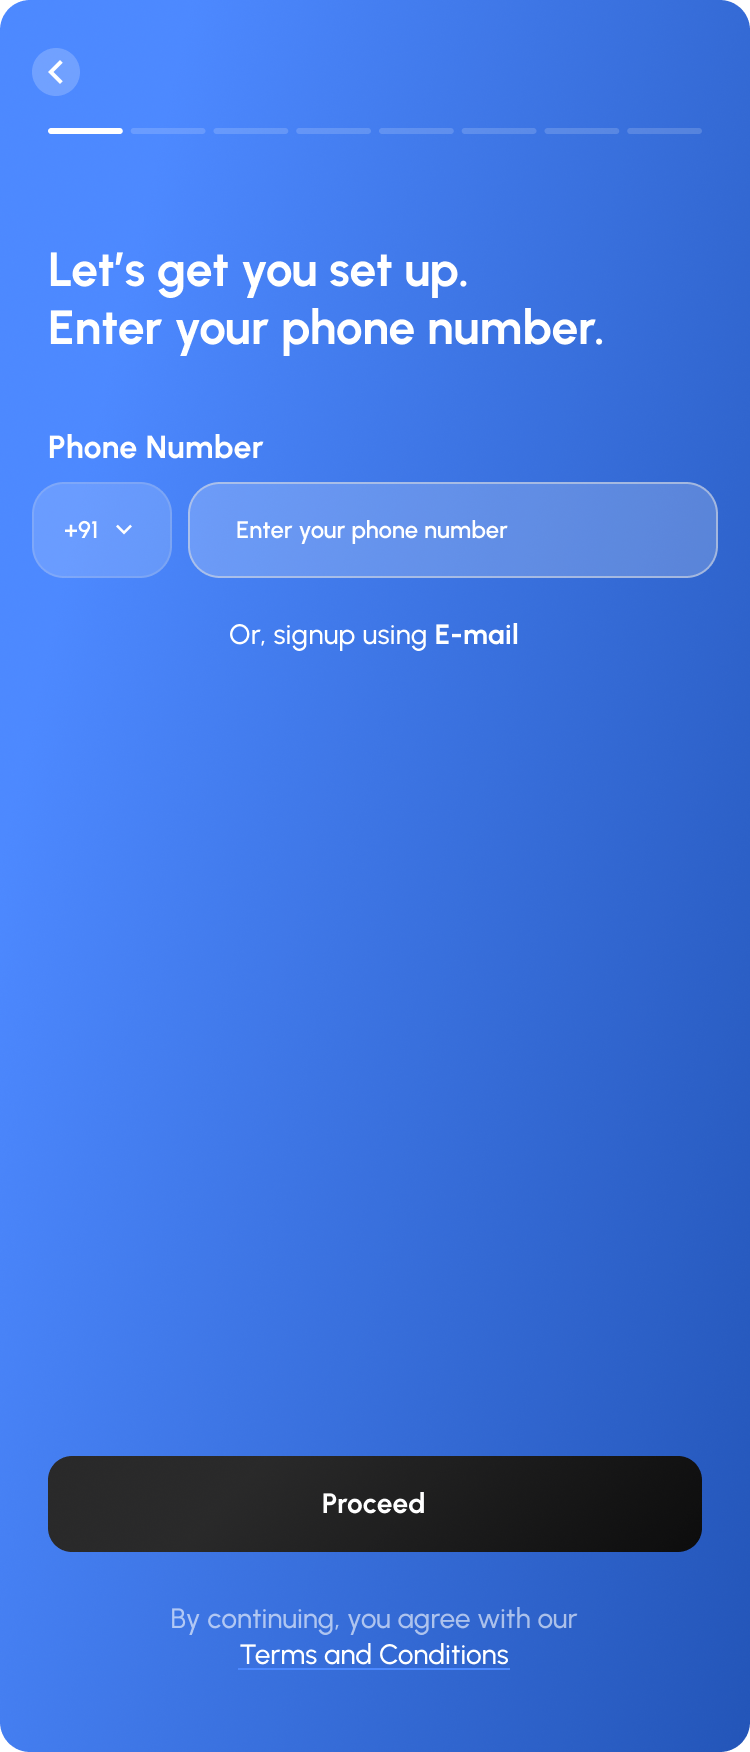 Let’s get you set up.
Enter your phone number.
Phone Number
+91 Enter your phone number
Or, signup using E-mail
Proceed
By continuing, you agree with our
Terms and Conditions